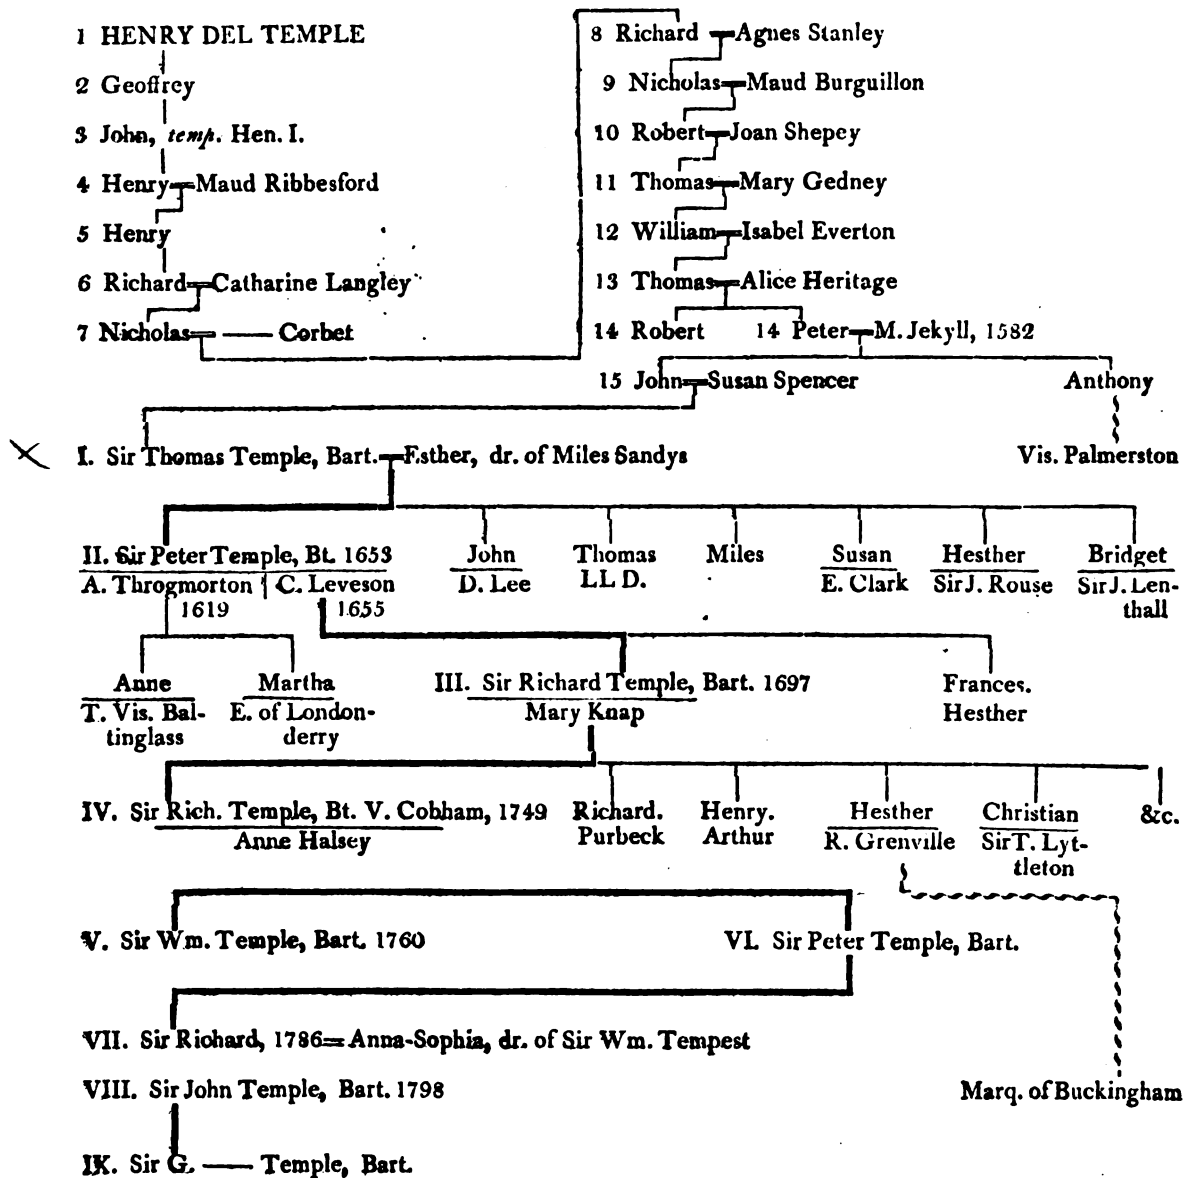 1 HENRY DEL TEMPLE
2 Geoffrey
3 John, temp. Hen. I.
4 Henry=Maud Ribbesford
5 Henry
6 Richard=Catharine Langley
7 Nicholas= —— Corbet
8 Richard=Agnes Stanley
9 Nicholas=Maud Burguillon
10 Robert=Joan Shepey
11 Thomas=Mary Gedney
12 William=Isabel Everton
13 Thomas=Alice Heritage
14 Robert 14 Peter=M. Jekyll, 1582
15 John=Susan Spencer Anthony
I. Sir Thomas Temple, Bart.=Esther, dr. of Miles Sandys Vis. Palmerston
II. Sir Peter Temple, Bt. 1653 John Thomas Miles Susan Hesther Bridget
A. Throgmorton C. Leveson D. Lee LL D. E. Clark Sir J. Rouse Sir J. Len-
1619 1655 thall
Anne Martha III. Sir Richard Temple, Bart. 1697 Frances.
T. Vis. Bal- E. of London- Mary Knap Hesther
tinglass derry
IV. Sir Rich. Temple, Bt. V. Cobham, 1749 Richard. Henry. Hesther Christian &c.
Anne Halsey Purbeck Arthur R. Grenville Sir T. Lyt-
tleton
V. Sir Wm. Temple, Bart. 1760 VI. Sir Peter Temple, Bart.
VII. Sir Richard, 1786=Anna-Sophia, dr. of Sir Wm. Tempest
VIII. Sir John Temple, Bart. 1798 Marq. of Buckingham
IX. Sir G. —— Temple, Bart.